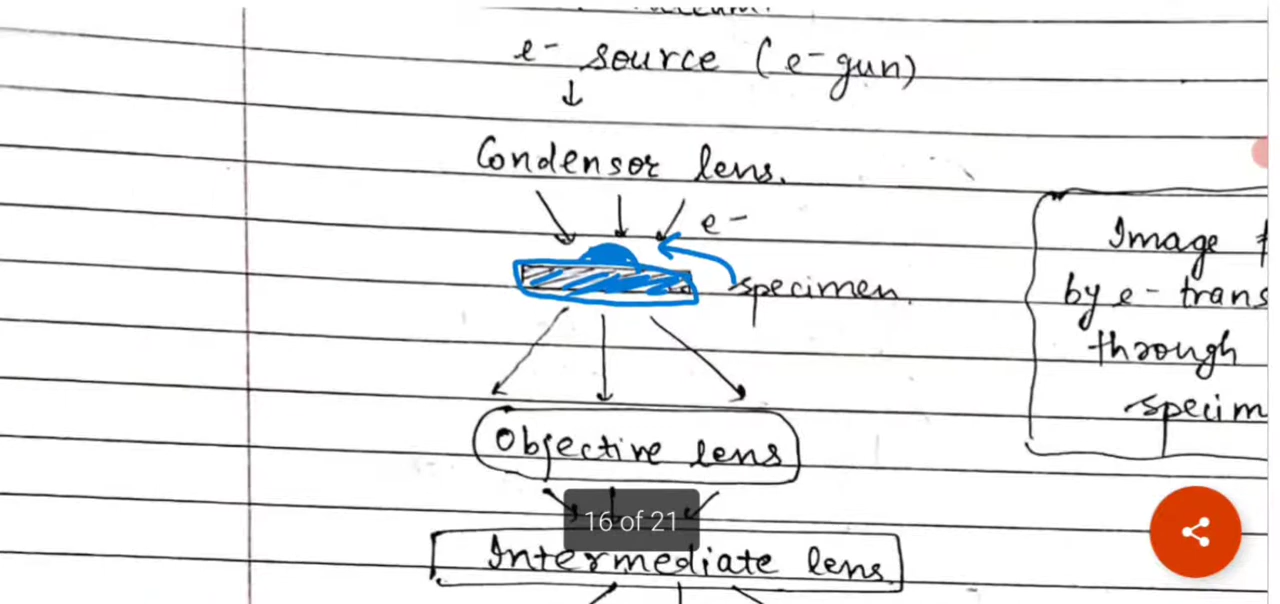 e- source (e-gun)
↓
Condensor lens.
e-
specimen.
Objective lens
Intermediate lens
Image
by e- trans
through
specim
16 of 21